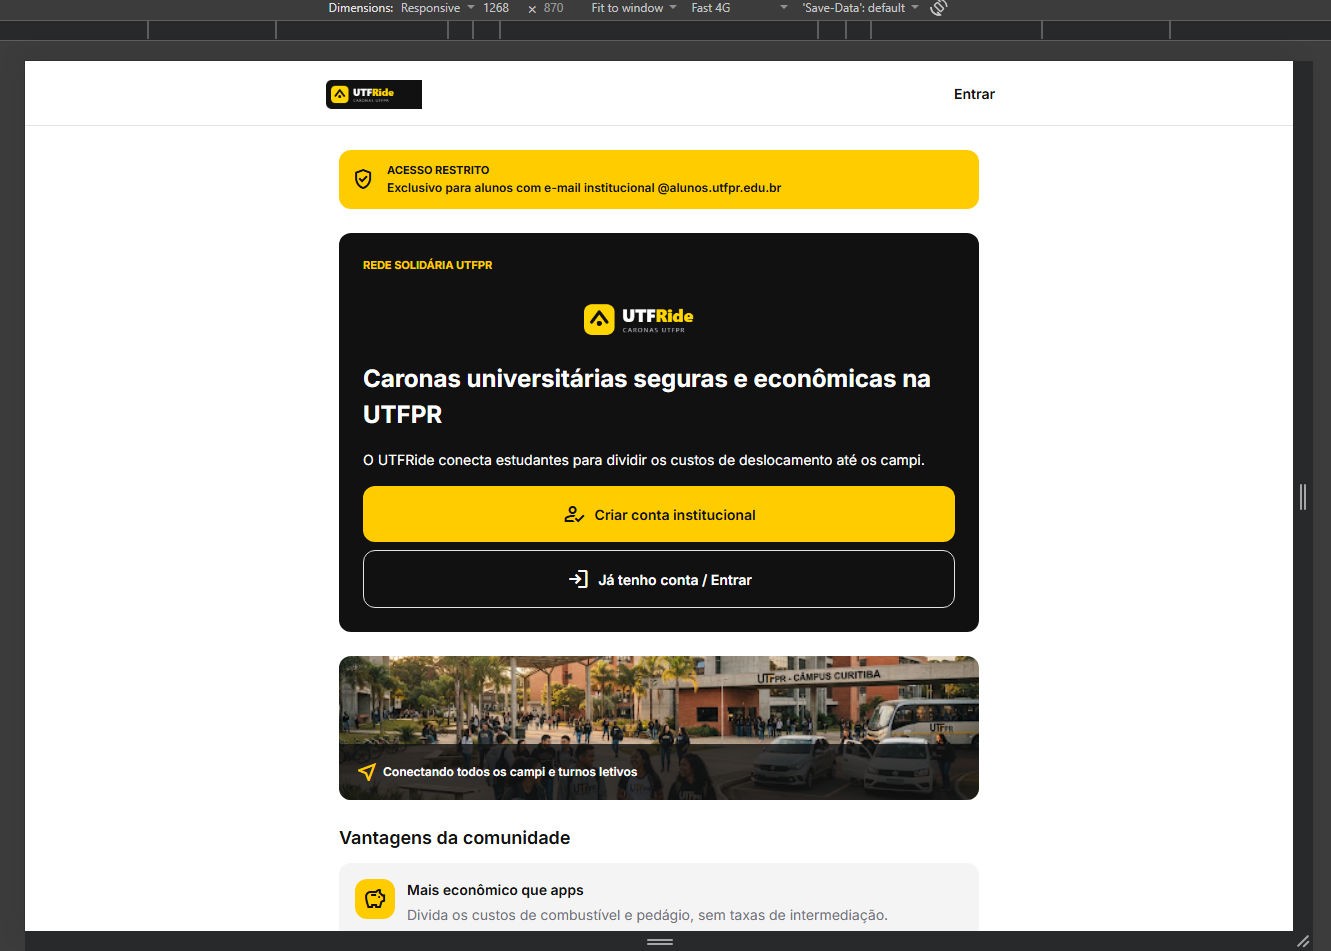 Dimensions: Responsive 1268 × 870 Fit to window Fast 4G 'Save-Data': default
UTFRide
CARONAS UTFPR
Entrar
ACESSO RESTRITO
Exclusivo para alunos com e-mail institucional @alunos.utfpr.edu.br
REDE SOLIDÁRIA UTFPR
UTFRide
CARONAS UTFPR
Caronas universitárias seguras e econômicas na
UTFPR
O UTFRide conecta estudantes para dividir os custos de deslocamento até os campi.
Criar conta institucional
Já tenho conta / Entrar
UTFPR - CÂMPUS CURITIBA
UTFPR
Conectando todos os campi e turnos letivos
Vantagens da comunidade
Mais econômico que apps
Divida os custos de combustível e pedágio, sem taxas de intermediação.